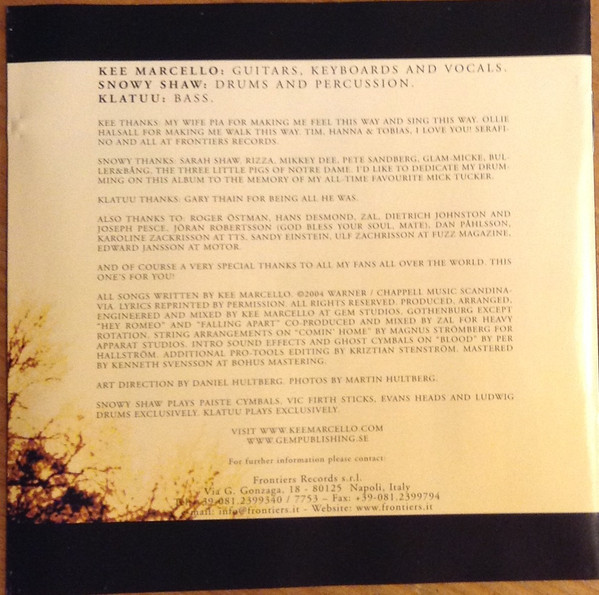 KEE MARCELLO: GUITARS, KEYBOARDS AND VOCALS.
SNOWY SHAW: DRUMS AND PERCUSSION.
KLATUU: BASS.
KEE THANKS: MY WIFE PIA FOR MAKING ME FEEL THIS WAY AND SING THIS WAY. OLLIE
HALSALL FOR MAKING ME WALK THIS WAY. TIM, HANNA & TOBIAS, I LOVE YOU! SERAFI-
NO AND ALL AT FRONTIERS RECORDS.
SNOWY THANKS: SARAH SHAW, RIZZA, MIKKEY DEE, PETE SANDBERG, GLAM-MICKE, BUL-
LER&BÅNG, THE THREE LITTLE PIGS OF NOTRE DAME. I'D LIKE TO DEDICATE MY DRUM-
MING ON THIS ALBUM TO THE MEMORY OF MY ALL-TIME FAVOURITE MICK TUCKER.
KLATUU THANKS: GARY THAIN FOR BEING ALL HE WAS.
ALSO THANKS TO: ROGER ÖSTMAN, HANS DESMOND, ZAL, DIETRICH JOHNSTON AND
JOSEPH PESCE, JÖRAN ROBERTSSON (GOD BLESS YOUR SOUL, MATE), DAN PÅHLSSON,
KAROLINE ZACKRISSON AT TTS, SANDY EINSTEIN, ULF ZACHRISSON AT FUZZ MAGAZINE,
EDWARD JANSSON AT MOTOR.
AND OF COURSE A VERY SPECIAL THANKS TO ALL MY FANS ALL OVER THE WORLD. THIS
ONE'S FOR YOU!
ALL SONGS WRITTEN BY KEE MARCELLO. ©2004 WARNER / CHAPPELL MUSIC SCANDINA-
VIA. LYRICS REPRINTED BY PERMISSION. ALL RIGHTS RESERVED. PRODUCED, ARRANGED,
ENGINEERED AND MIXED BY KEE MARCELLO AT GEM STUDIOS. GOTHENBURG EXCEPT
"HEY ROMEO" AND "FALLING APART" CO-PRODUCED AND MIXED BY ZAL FOR HEAVY
ROTATION. STRING ARRANGEMENTS ON "COMIN' HOME" BY MAGNUS STRÖMBERG FOR
APPARAT STUDIOS. INTRO SOUND EFFECTS AND GHOST CYMBALS ON "BLOOD" BY PER
HALLSTRÖM. ADDITIONAL PRO-TOOLS EDITING BY KRIZTIAN STENSTRÖM. MASTERED
BY KENNETH SVENSSON AT BOHUS MASTERING.
ART DIRECTION BY DANIEL HULTBERG. PHOTOS BY MARTIN HULTBERG.
SNOWY SHAW PLAYS PAISTE CYMBALS, VIC FIRTH STICKS, EVANS HEADS AND LUDWIG
DRUMS EXCLUSIVELY. KLATUU PLAYS EXCLUSIVELY.
VISIT WWW.KEEMARCELLO.COM
WWW.GEMPUBLISHING.SE
For further information please contact:
Frontiers Records s.r.l.
Via G. Gonzaga, 18 - 80125 Napoli, Italy
Tel. +39-081.2399340 / 7753 – Fax: +39-081.2399794
e-mail: info@frontiers.it - Website: www.frontiers.it